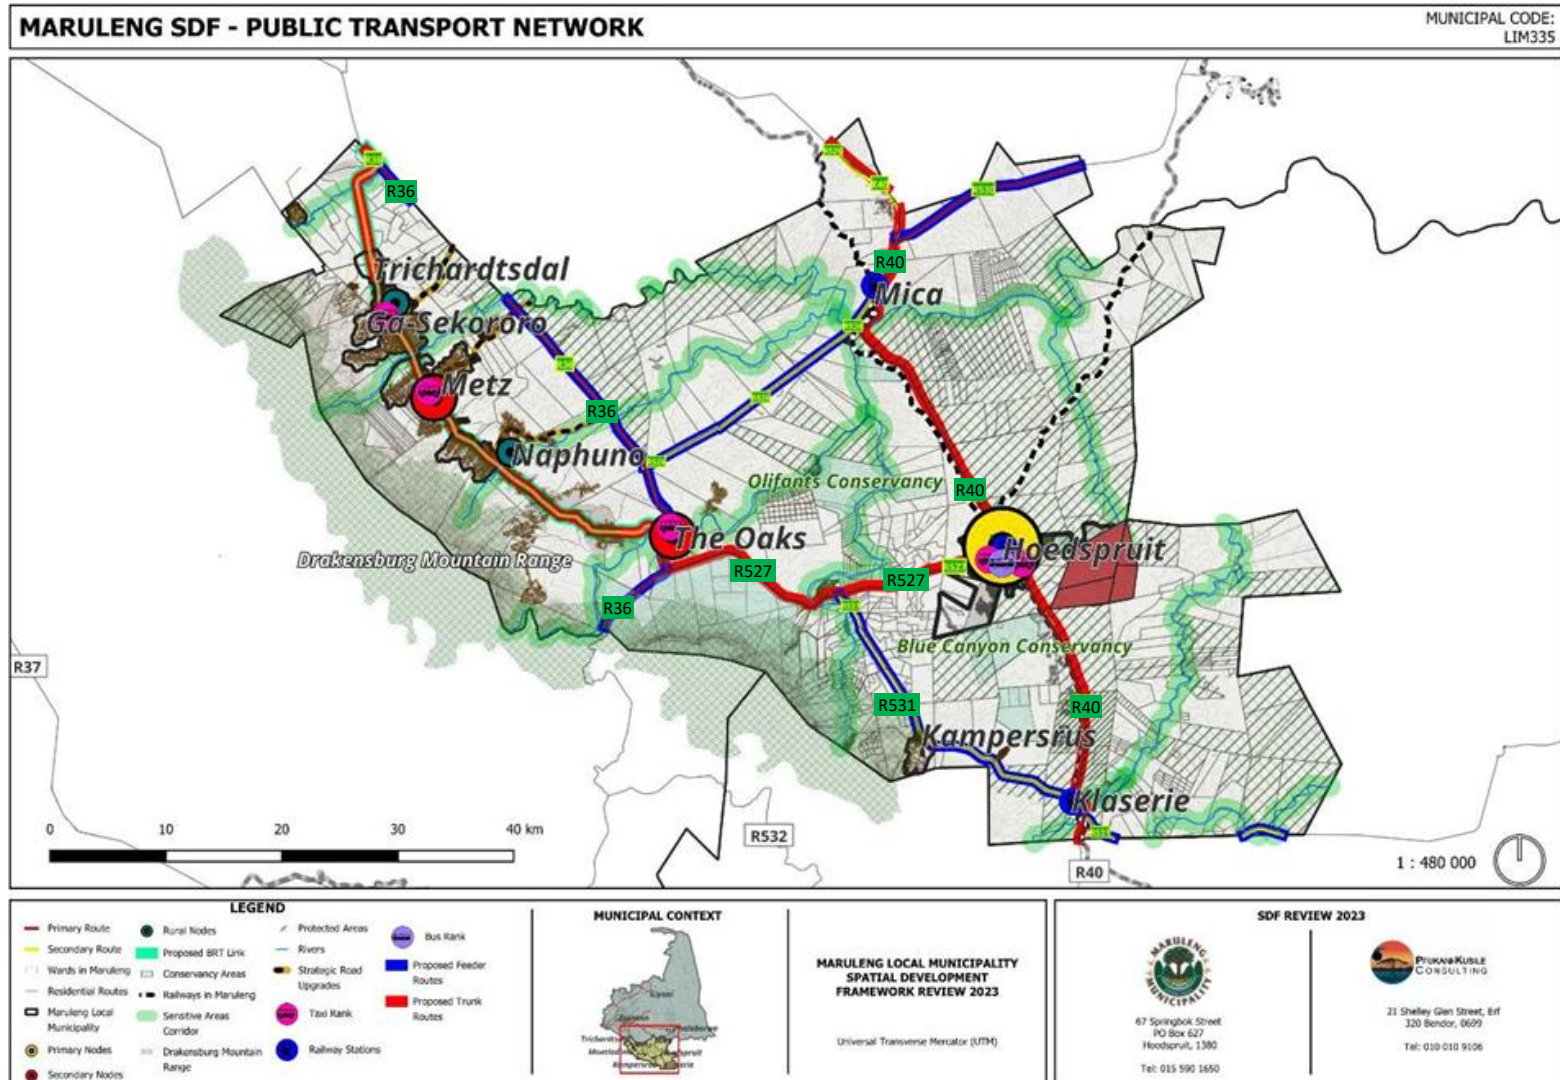 MARULENG SDF - PUBLIC TRANSPORT NETWORK
MUNICIPAL CODE:
LIM335
R36
R530
R40
Trichardtsdal
Mica
Ga-Sekororo
Metz
R36
Naphuno
Olifants Conservancy
R40
The Oaks
Hoedspruit
Drakensburg Mountain Range
R527
R527
R527
R36
Blue Canyon Conservancy
R37
R531
R40
Kampersrus
Klaserie
0 10 20 30 40 km
R532
R40
1 : 480 000
LEGEND
Primary Route
Secondary Route
Wards in Maruleng
Residential Routes
Maruleng Local
Municipality
Primary Nodes
Secondary Nodes
Rural Nodes
Proposed BRT Link
Conservancy Areas
Railways in Maruleng
Sensitive Areas
Corridor
Drakensburg Mountain
Range
Protected Areas
Rivers
Strategic Road
Upgrades
Taxi Rank
Railway Stations
Bus Rank
Proposed Feeder
Routes
Proposed Trunk
Routes
MUNICIPAL CONTEXT
MARULENG LOCAL MUNICIPALITY
SPATIAL DEVELOPMENT
FRAMEWORK REVIEW 2023
Universal Transverse Mercator (UTM)
SDF REVIEW 2023
MARULENG
MUNICIPALITY
67 Springbok Street
PO Box 627
Hoedspruit, 1380
Tel: 015 590 1650
CONSULTING
21 Shelley Glen Street, Erf
320 Bendor, 0699
Tel: 010 010 9106